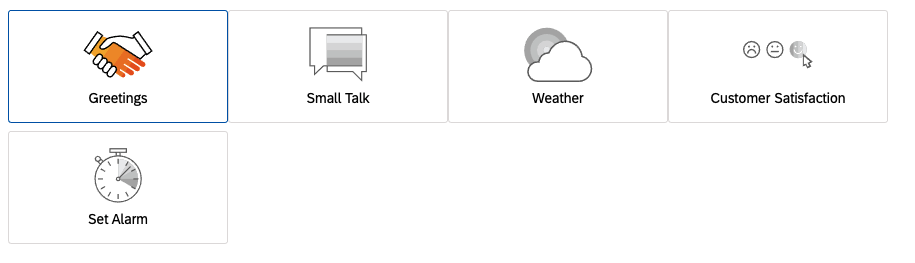 Greetings
Small Talk
Weather
Customer Satisfaction
Set Alarm